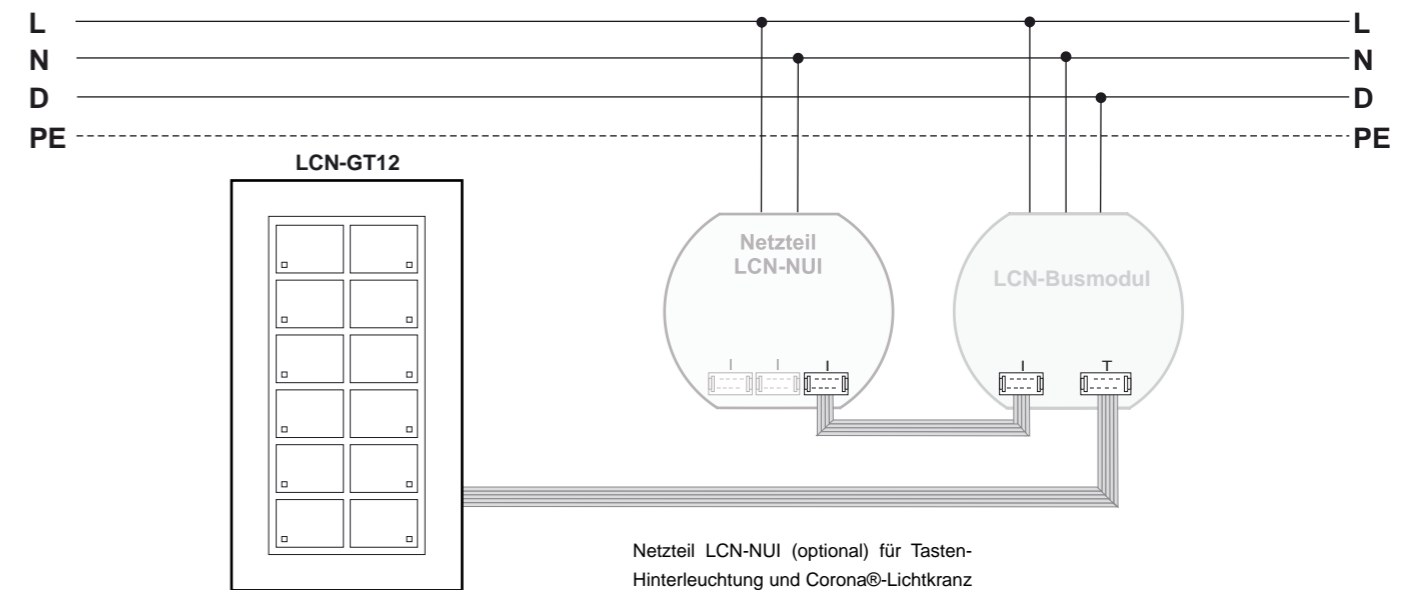 L L
N N
D D
PE PE
LCN-GT12
Netzteil
LCN-NUI
LCN-Busmodul
I I I I T
Netzteil LCN-NUI (optional) für Tasten-
Hinterleuchtung und Corona®-Lichtkranz